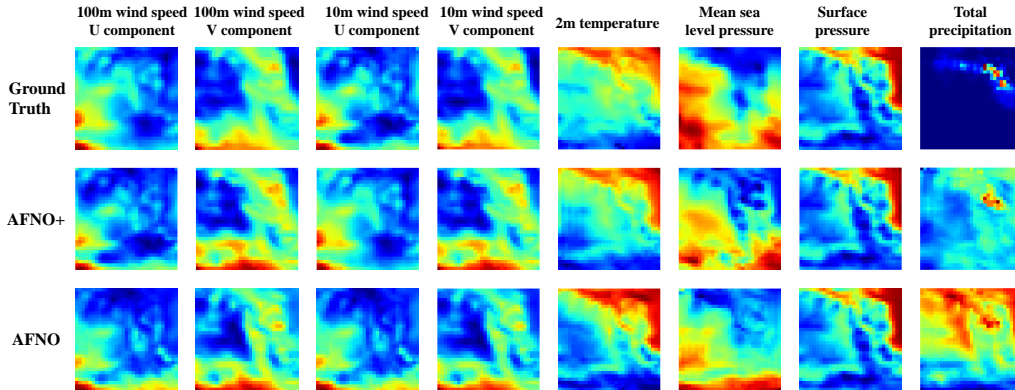 100m wind speed
U component
100m wind speed
V component
10m wind speed
U component
10m wind speed
V component
2m temperature
Mean sea
level pressure
Surface
pressure
Total
precipitation
Ground
Truth
AFNO+
AFNO